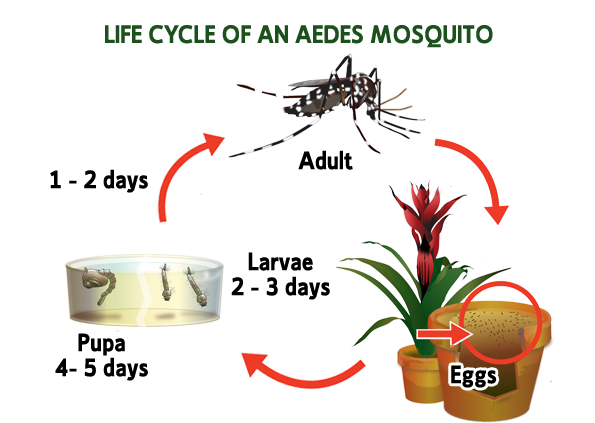 LIFE CYCLE OF AN AEDES MOSQUITO
Adult
1 - 2 days
Larvae
2 - 3 days
Pupa
4- 5 days
Eggs